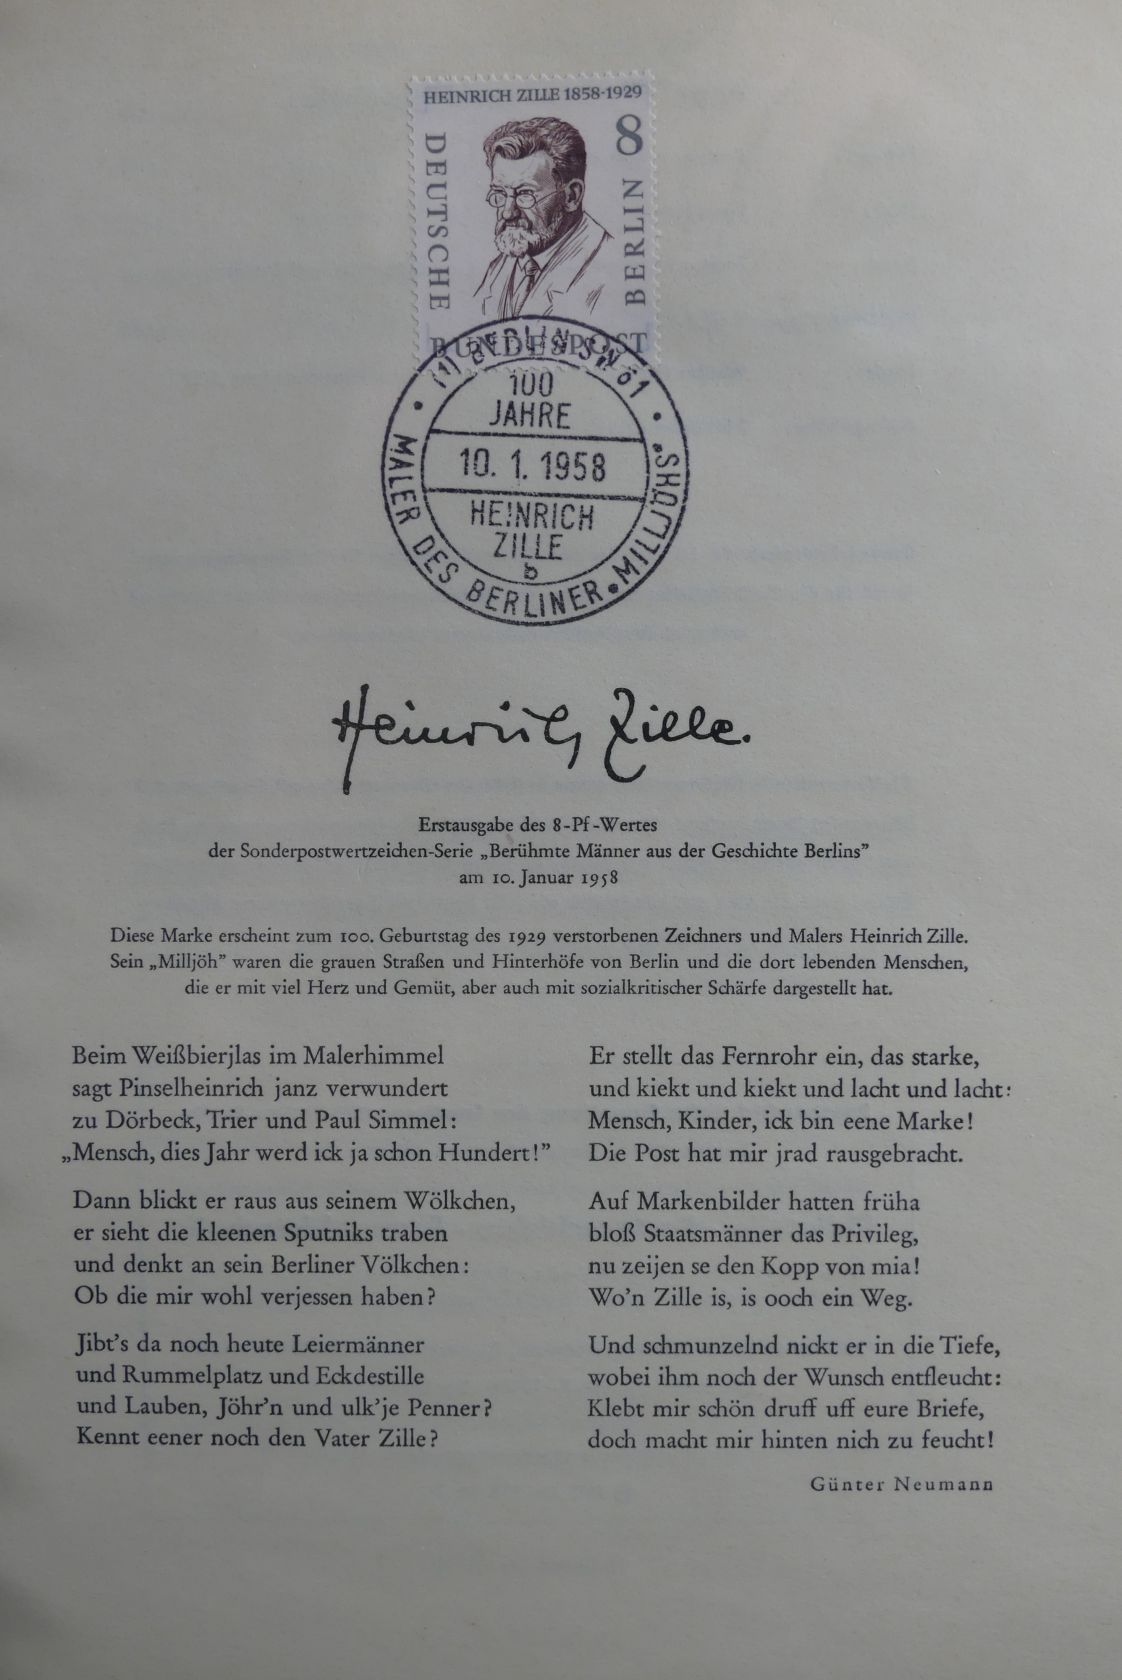 HEINRICH ZILLE 1858-1929
8
DEUTSCHE
BERLIN
BUNDESPOST
(1) BERLIN SW 61
100
JAHRE
10. 1. 1958
HEINRICH
ZILLE
b
MALER DES BERLINER „MILLJÖHS“
Heinrich Zille.
Erstausgabe des 8-Pf-Wertes
der Sonderpostwertzeichen-Serie „Berühmte Männer aus der Geschichte Berlins”
am 10. Januar 1958
Diese Marke erscheint zum 100. Geburtstag des 1929 verstorbenen Zeichners und Malers Heinrich Zille.
Sein „Milljöh” waren die grauen Straßen und Hinterhöfe von Berlin und die dort lebenden Menschen,
die er mit viel Herz und Gemüt, aber auch mit sozialkritischer Schärfe dargestellt hat.
Beim Weißbierjlas im Malerhimmel
sagt Pinselheinrich janz verwundert
zu Dörbeck, Trier und Paul Simmel:
„Mensch, dies Jahr werd ick ja schon Hundert!”
Dann blickt er raus aus seinem Wölkchen,
er sieht die kleenen Sputniks traben
und denkt an sein Berliner Völkchen:
Ob die mir wohl verjessen haben?
Jibt’s da noch heute Leiermänner
und Rummelplatz und Eckdestille
und Lauben, Jöhr’n und ulk’je Penner?
Kennt eener noch den Vater Zille?
Er stellt das Fernrohr ein, das starke,
und kiekt und kiekt und lacht und lacht:
Mensch, Kinder, ick bin eene Marke!
Die Post hat mir jrad rausgebracht.
Auf Markenbilder hatten früha
bloß Staatsmänner das Privileg,
nu zeijen se den Kopp von mia!
Wo’n Zille is, is ooch ein Weg.
Und schmunzelnd nickt er in die Tiefe,
wobei ihm noch der Wunsch entfleucht:
Klebt mir schön druff uff eure Briefe,
doch macht mir hinten nich zu feucht!
Günter Neumann